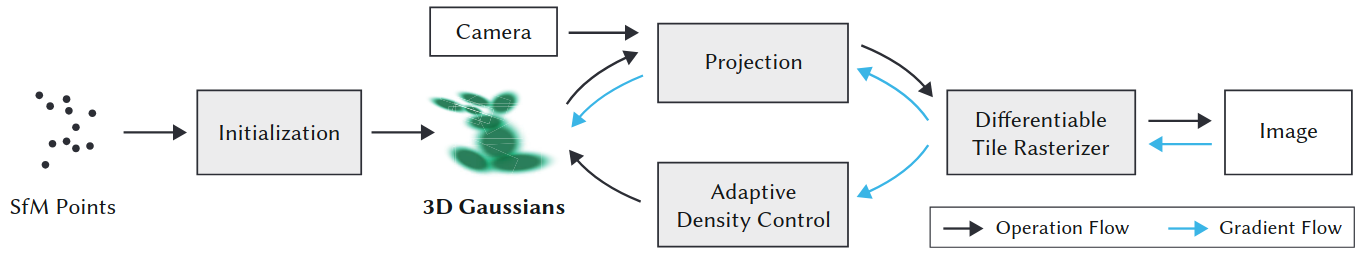 Camera
Projection
Initialization
Differentiable
Tile Rasterizer
Image
SfM Points
3D Gaussians
Adaptive
Density Control
Operation Flow
Gradient Flow